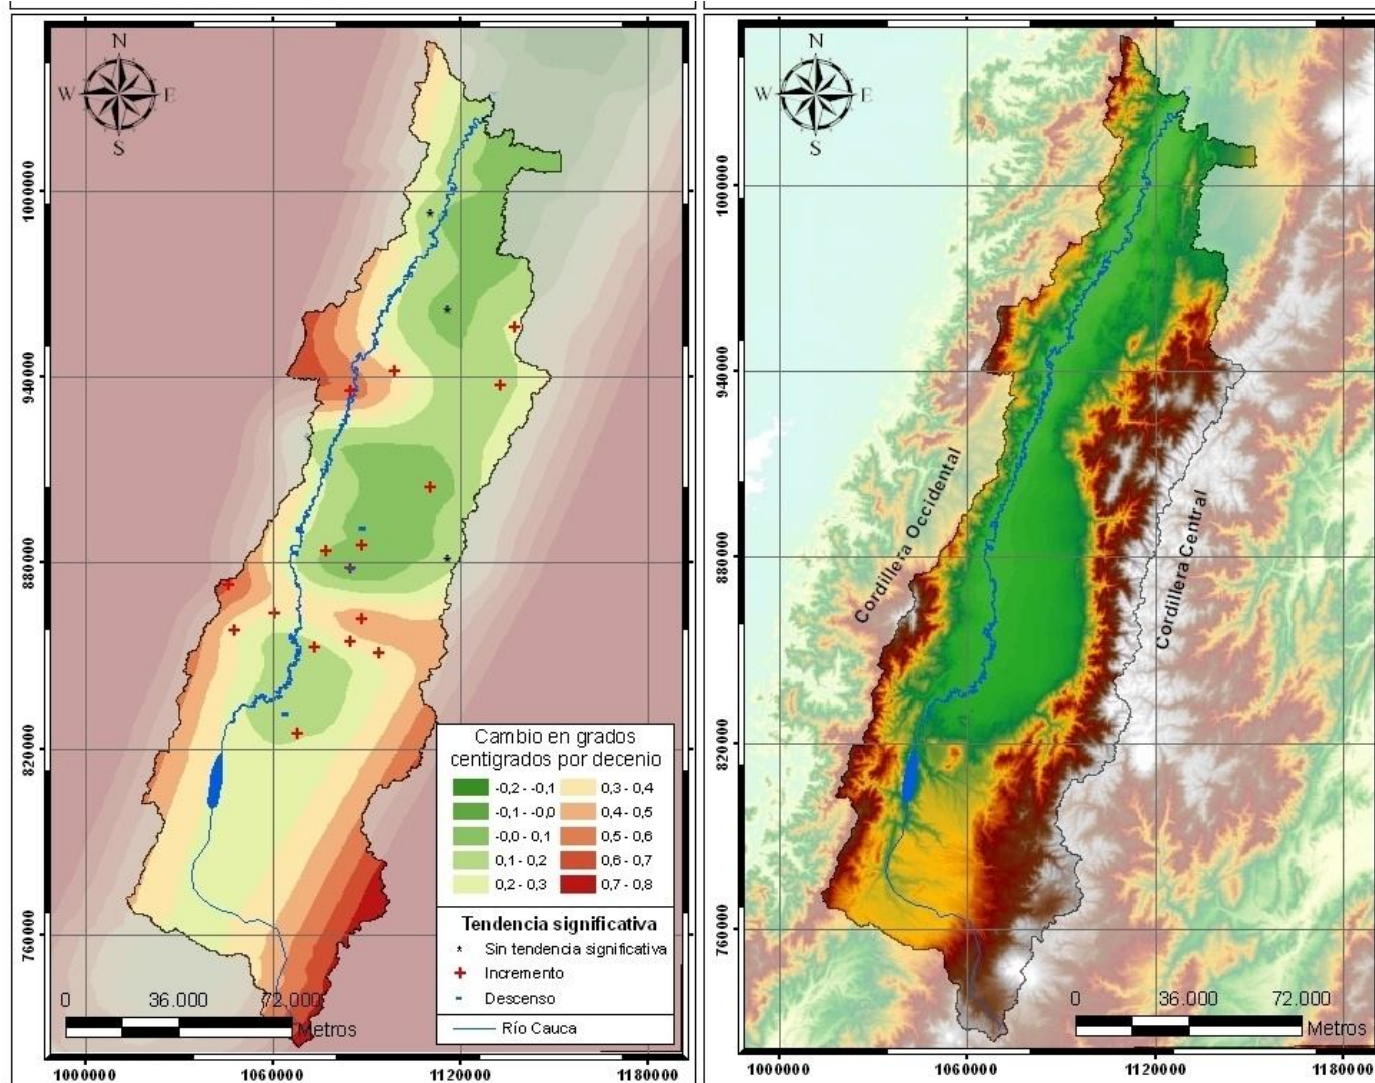 N
W E
S
1000000
940000
880000
820000
760000
Cambio en grados
centigrados por decenio
-0,2 - -0,1
-0,1 - -0,0
-0,0 - 0,1
0,1 - 0,2
0,2 - 0,3
0,3 - 0,4
0,4 - 0,5
0,5 - 0,6
0,6 - 0,7
0,7 - 0,8
Tendencia significativa
* Sin tendencia significativa
+ Incremento
- Descenso
Río Cauca
0 36.000 72.000
Metros
1000000 1060000 1120000 1180000
N
W E
S
1000000
940000
880000
820000
760000
Cordillera Occidental
Cordillera Central
0 36.000 72.000
Metros
1000000 1060000 1120000 1180000